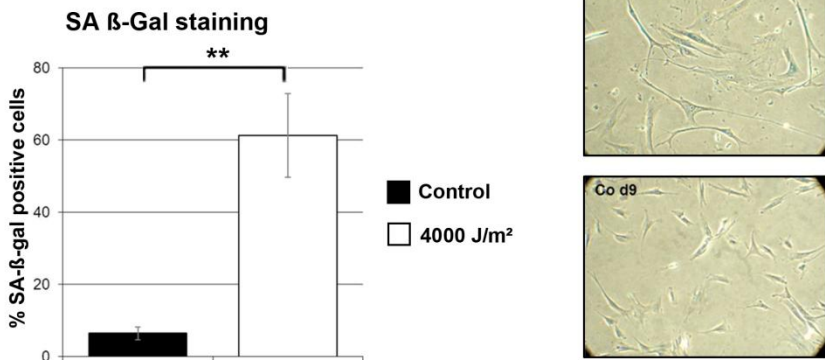 SA ß-Gal staining
**
% SA-ß-gal positive cells
80
60
40
20
0
Control
4000 J/m²
Co d9